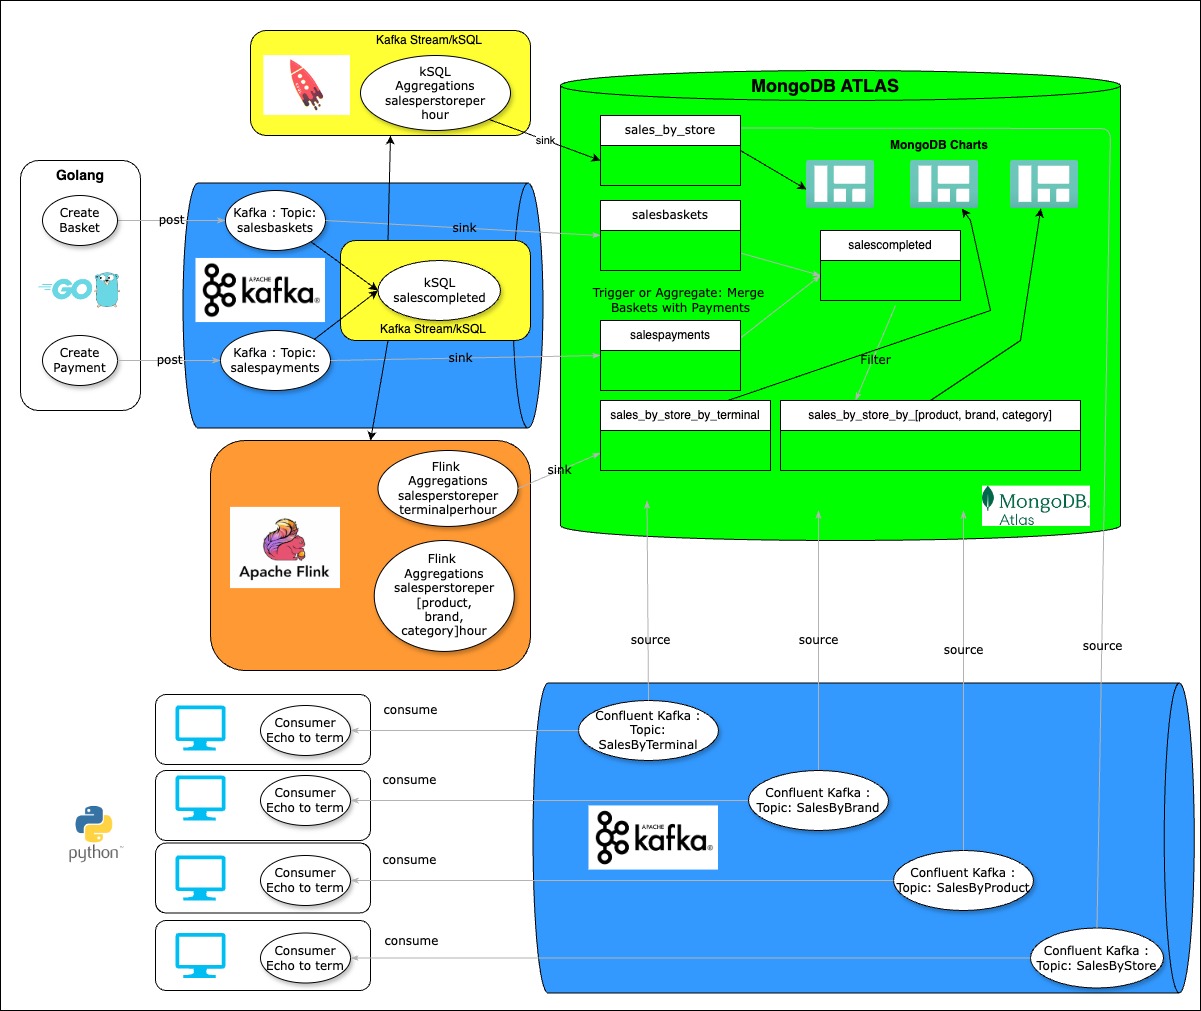 Kafka Stream/kSQL
kSQL
Aggregations
salesperstoreper
hour
sink
MongoDB ATLAS
sales_by_store
MongoDB Charts
Golang
Create
Basket
post
Kafka : Topic:
salesbaskets
sink
salesbaskets
salescompleted
GO
APACHE
kafka®
kSQL
salescompleted
Kafka Stream/kSQL
Trigger or Aggregate: Merge
Baskets with Payments
salespayments
Create
Payment
post
Kafka : Topic:
salespayments
sink
Filter
sales_by_store_by_terminal
sales_by_store_by_[product, brand, category]
Flink
Aggregations
salesperstoreper
terminalperhour
sink
MongoDB®
Atlas
Apache Flink
Flink
Aggregations
salesperstoreper
[product,
brand,
category]hour
source
source
source
source
Consumer
Echo to term
consume
Confluent Kafka :
Topic:
SalesByTerminal
Consumer
Echo to term
consume
Confluent Kafka :
Topic: SalesByBrand
python™
APACHE
kafka®
Consumer
Echo to term
consume
Confluent Kafka :
Topic: SalesByProduct
Consumer
Echo to term
consume
Confluent Kafka :
Topic: SalesByStore